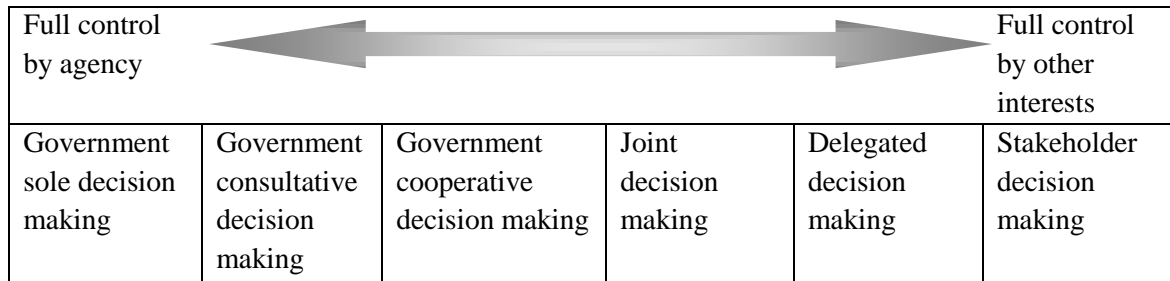 Full control
by agency
Full control
by other
interests
Government
sole decision
making
Government
consultative
decision
making
Government
cooperative
decision making
Joint
decision
making
Delegated
decision
making
Stakeholder
decision
making